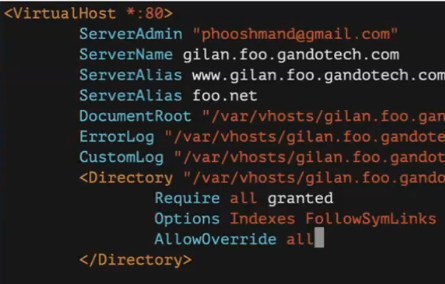 <VirtualHost *:80>
ServerAdmin "phooshmand@gmail.com"
ServerName gilan.foo.gandotech.com
ServerAlias www.gilan.foo.gandotech.com
ServerAlias foo.net
DocumentRoot "/var/vhosts/gilan.foo.gan
ErrorLog "/var/vhosts/gilan.foo.gandote
CustomLog "/var/vhosts/gilan.foo.gandot
<Directory "/var/vhosts/gilan.foo.gando
Require all granted
Options Indexes FollowSymLinks
AllowOverride all
</Directory>